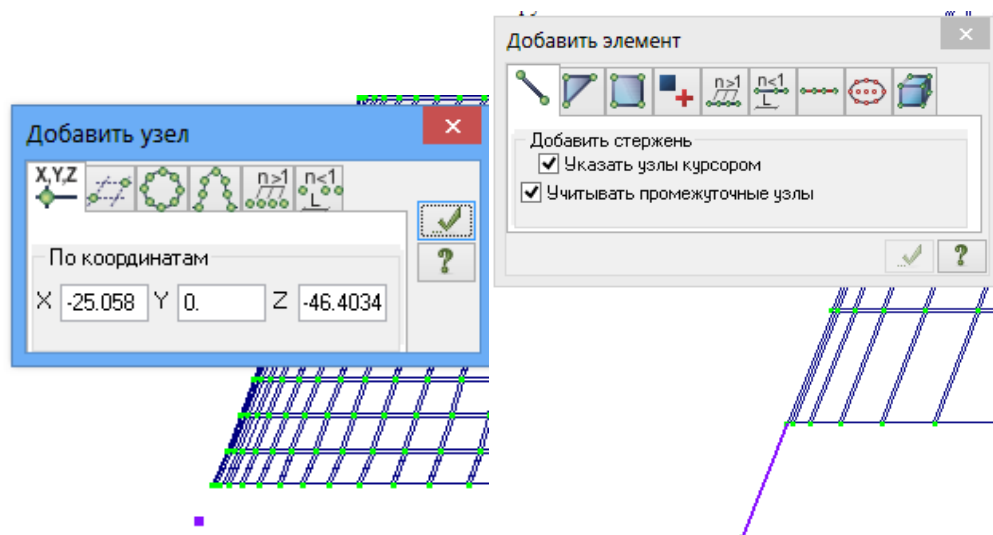 Добавить узел
X,Y,Z
n>1
n<1
L
По координатам
X -25.058 Y 0. Z -46.4034
?
Добавить элемент
n>1
n<1
L
Добавить стержень
Указать узлы курсором
Учитывать промежуточные узлы
?